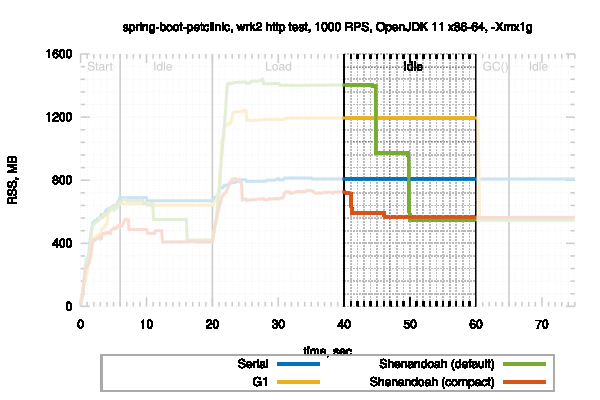 spring-boot-petclinic, wrk2 http test, 1000 RPS, OpenJDK 11 x86-64, -Xmx1g
RSS, MB
1600
1200
800
400
0
Start
Idle
Load
Idle
GC()
Idle
0
10
20
30
40
50
60
70
time, sec
Serial
Shenandoah (default)
G1
Shenandoah (compact)